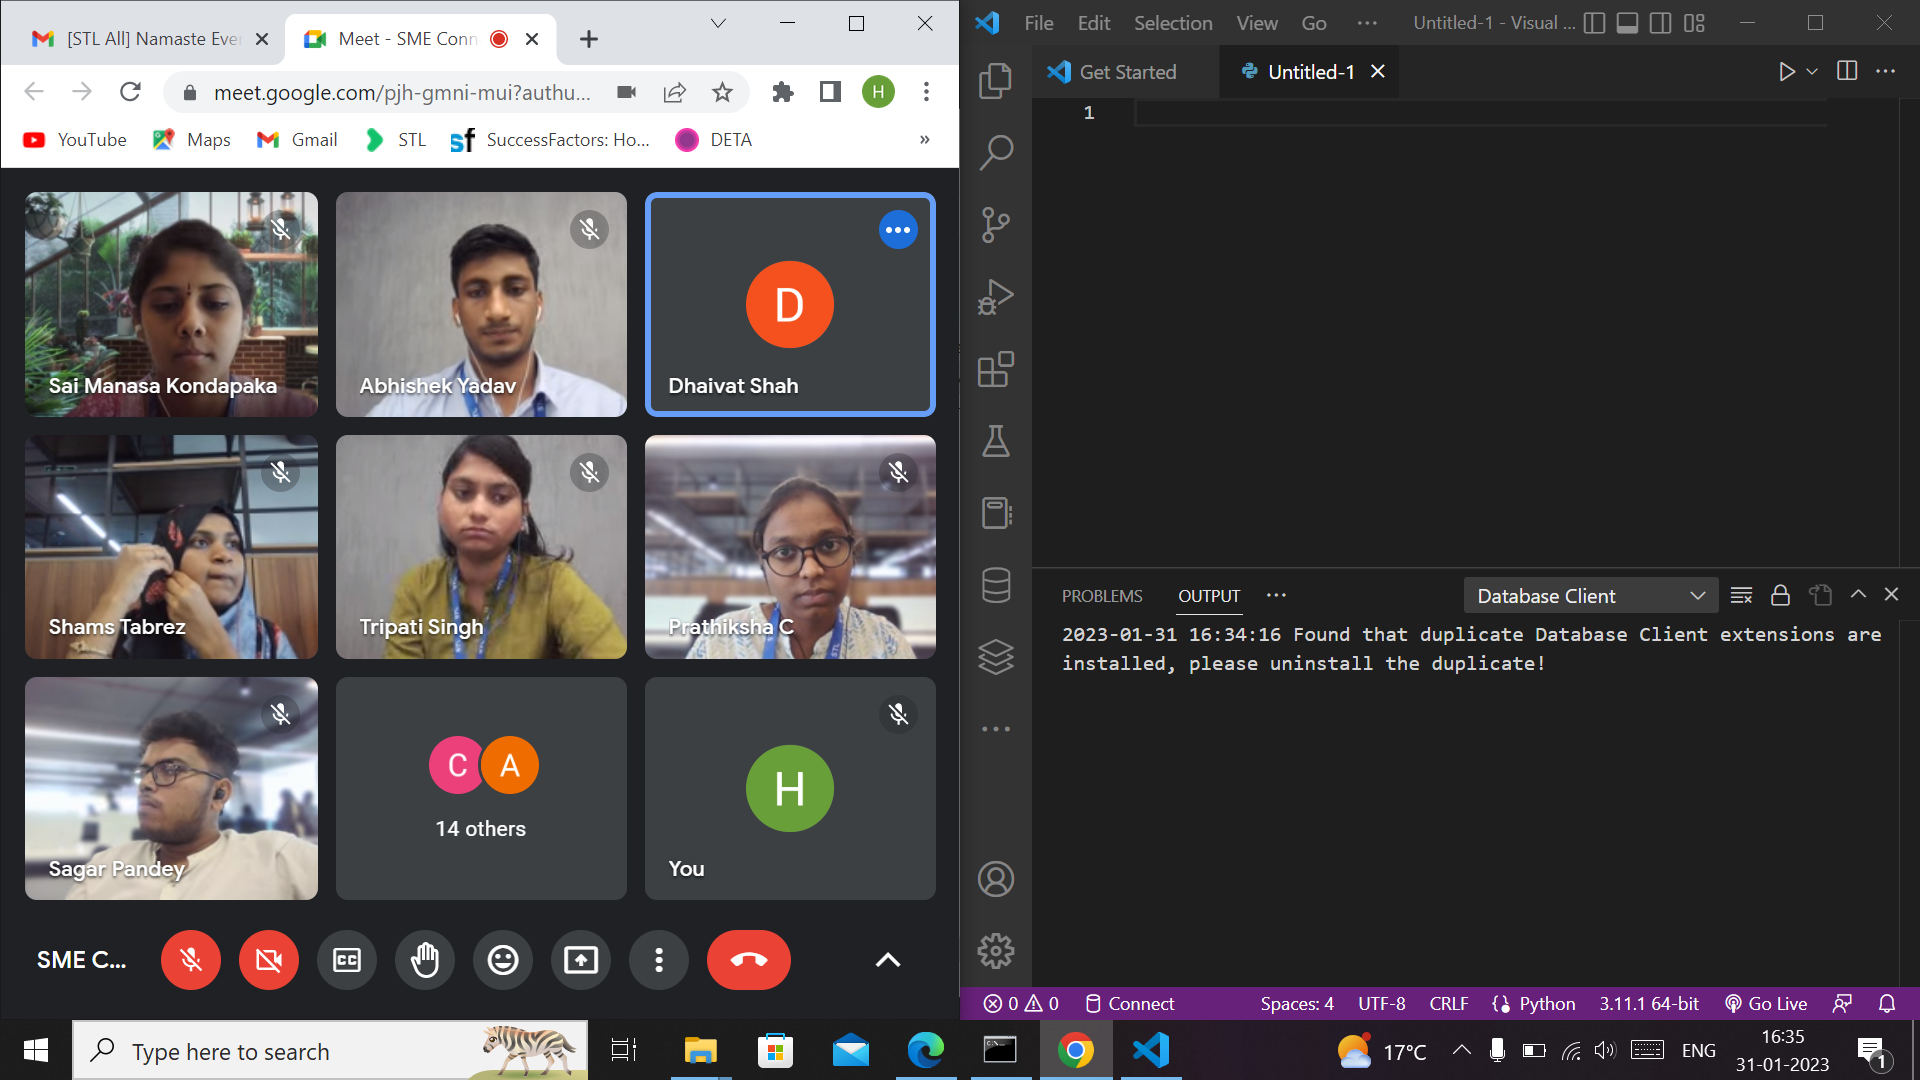 [STL All] Namaste Eve
Meet - SME Conn
meet.google.com/pjh-gmni-mui?authu...
H
YouTube
Maps
Gmail
STL
sf
SuccessFactors: Ho...
DETA
»
Sai Manasa Kondapaka
Abhishek Yadav
D
Dhaivat Shah
Shams Tabrez
Tripati Singh
Prathiksha C
Sagar Pandey
C A
14 others
H
You
SME C...
CC
File Edit Selection View Go ... Untitled-1 - Visual ...
Get Started
Untitled-1
1
PROBLEMS OUTPUT ...
Database Client
2023-01-31 16:34:16 Found that duplicate Database Client extensions are
installed, please uninstall the duplicate!
0 0 Connect Spaces: 4 UTF-8 CRLF Python 3.11.1 64-bit Go Live
Type here to search
17°C
ENG
16:35
31-01-2023
1